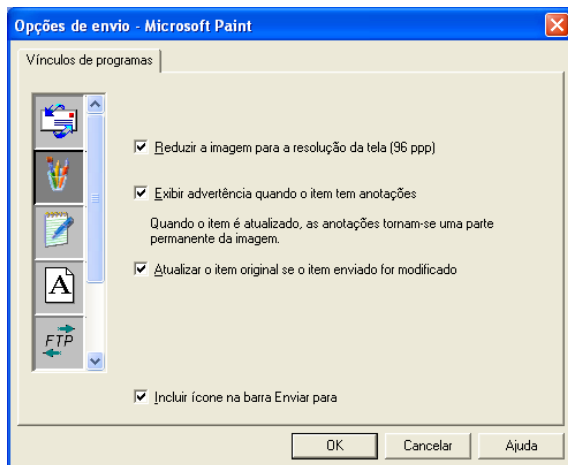 Opções de envio - Microsoft Paint
Vínculos de programas
Reduzir a imagem para a resolução da tela (96 ppp)
Exibir advertência quando o item tem anotações
Quando o item é atualizado, as anotações tornam-se uma parte
permanente da imagem.
Atualizar o item original se o item enviado for modificado
A
FTP
Incluir ícone na barra Enviar para
OK
Cancelar
Ajuda